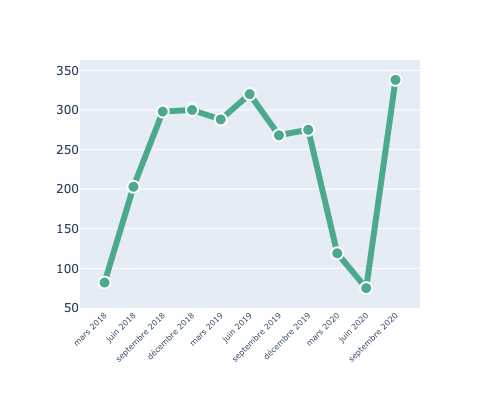 350
300
250
200
150
100
50
mars 2018
juin 2018
septembre 2018
décembre 2018
mars 2019
juin 2019
septembre 2019
décembre 2019
mars 2020
juin 2020
septembre 2020